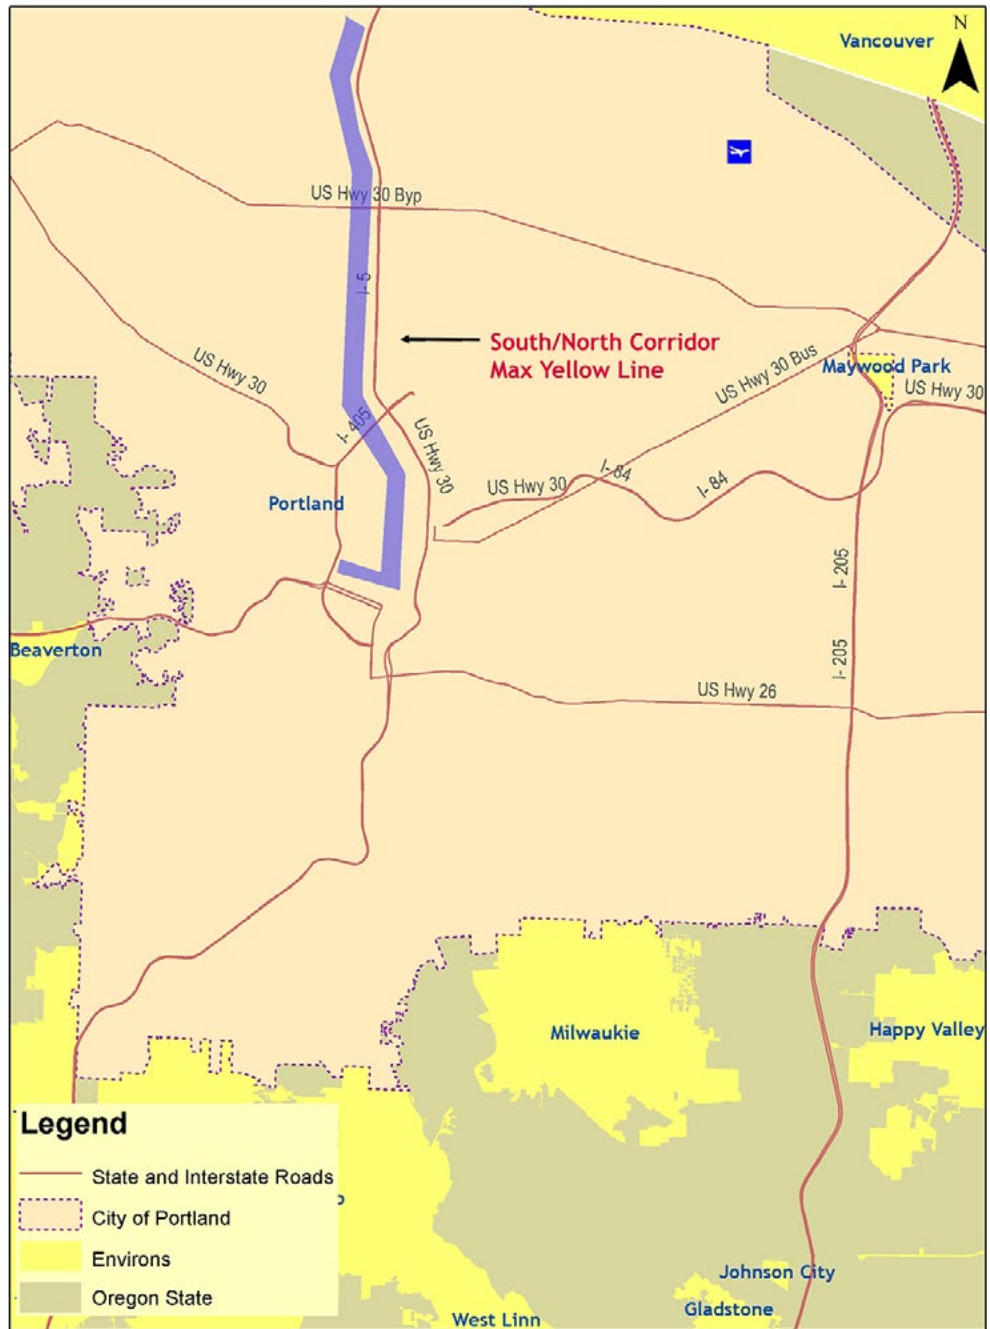 N
Vancouver
US Hwy 30 Byp
I- 5
South/North Corridor
Max Yellow Line
US Hwy 30
US Hwy 30 Bus
Maywood Park
US Hwy 30
I- 405
US Hwy 30
I- 84
US Hwy 30
I- 84
Portland
I- 205
Beaverton
I- 205
US Hwy 26
Milwaukie
Happy Valley
Legend
State and Interstate Roads
City of Portland
Environs
Oregon State
Johnson City
Gladstone
West Linn